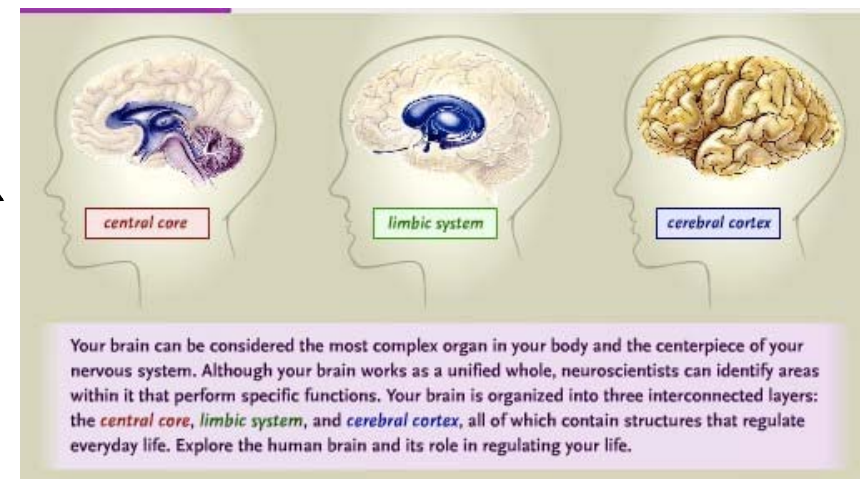 central core
limbic system
cerebral cortex
Your brain can be considered the most complex organ in your body and the centerpiece of your
nervous system. Although your brain works as a unified whole, neuroscientists can identify areas
within it that perform specific functions. Your brain is organized into three interconnected layers:
the central core, limbic system, and cerebral cortex, all of which contain structures that regulate
everyday life. Explore the human brain and its role in regulating your life.